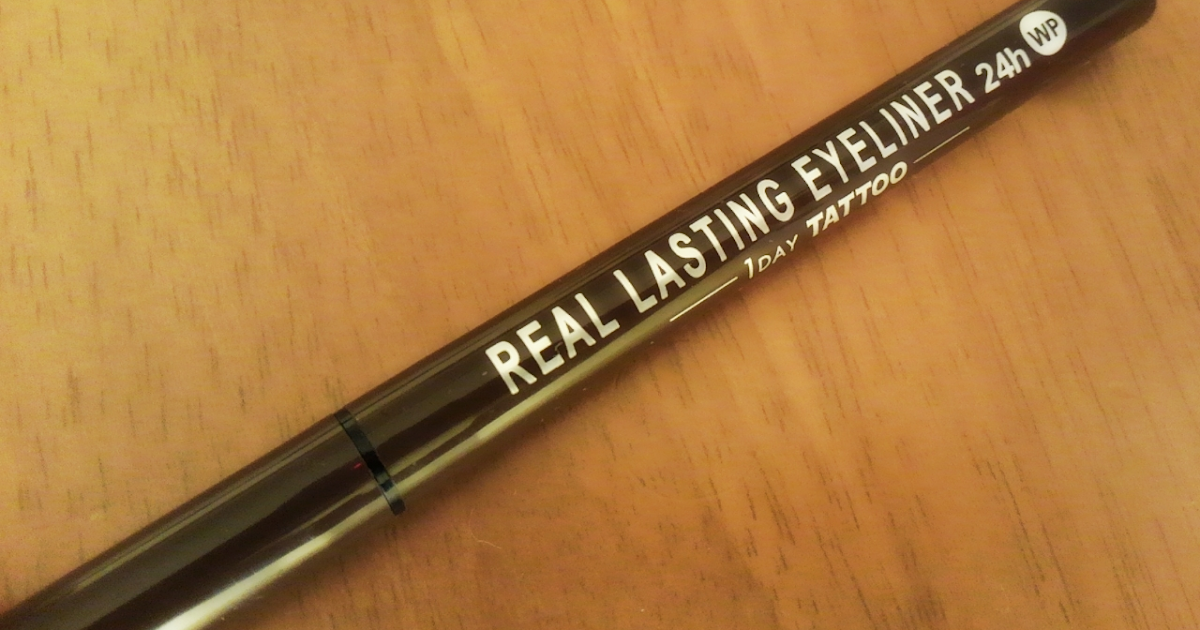 REAL LASTING EYELINER 24h WP
1DAY TATTOO